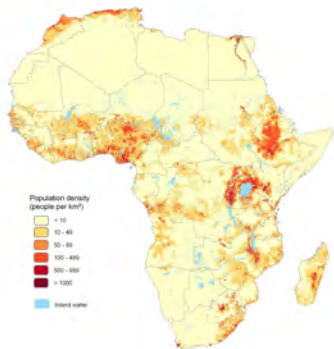 Population density
(people per km²)
< 10
10 - 49
50 - 99
100 - 499
500 - 999
> 1000
Inland water